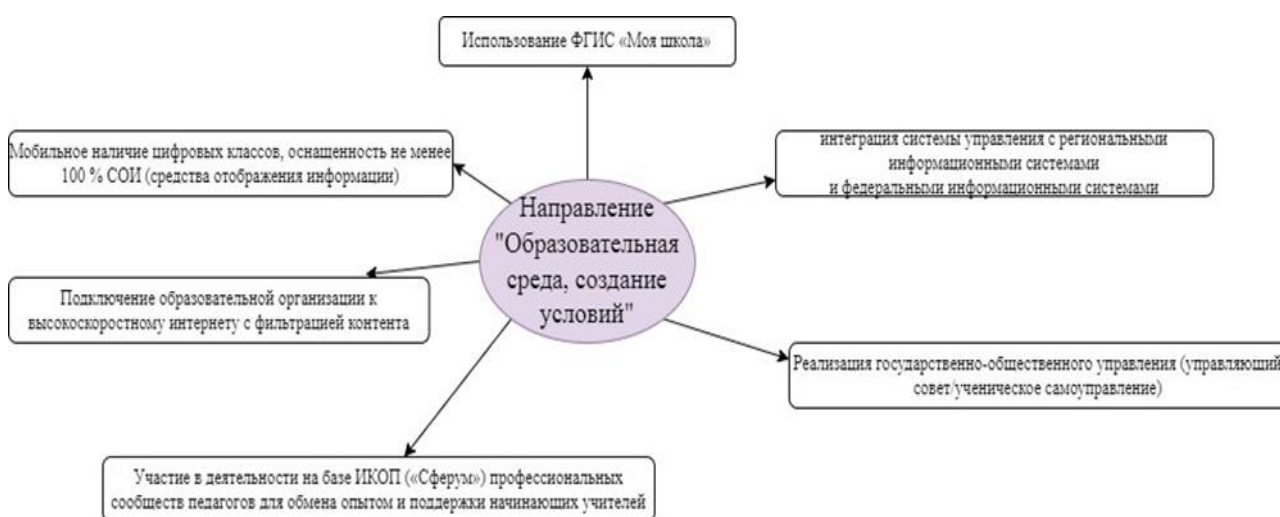 Использование ФГИС «Моя школа»
Мобильное наличие цифровых классов, оснащенность не менее
100 % СОИ (средства отображения информации)
интеграция системы управления с региональными
информационными системами
и федеральными информационными системами
Направление
"Образовательная
среда, создание
условий"
Подключение образовательной организации к
высокоскоростному интернету с фильтрацией контента
Реализация государственно-общественного управления (управляющий
совет/ученическое самоуправление)
Участие в деятельности на базе ИКОП («Сферум») профессиональных
сообществ педагогов для обмена опытом и поддержки начинающих учителей